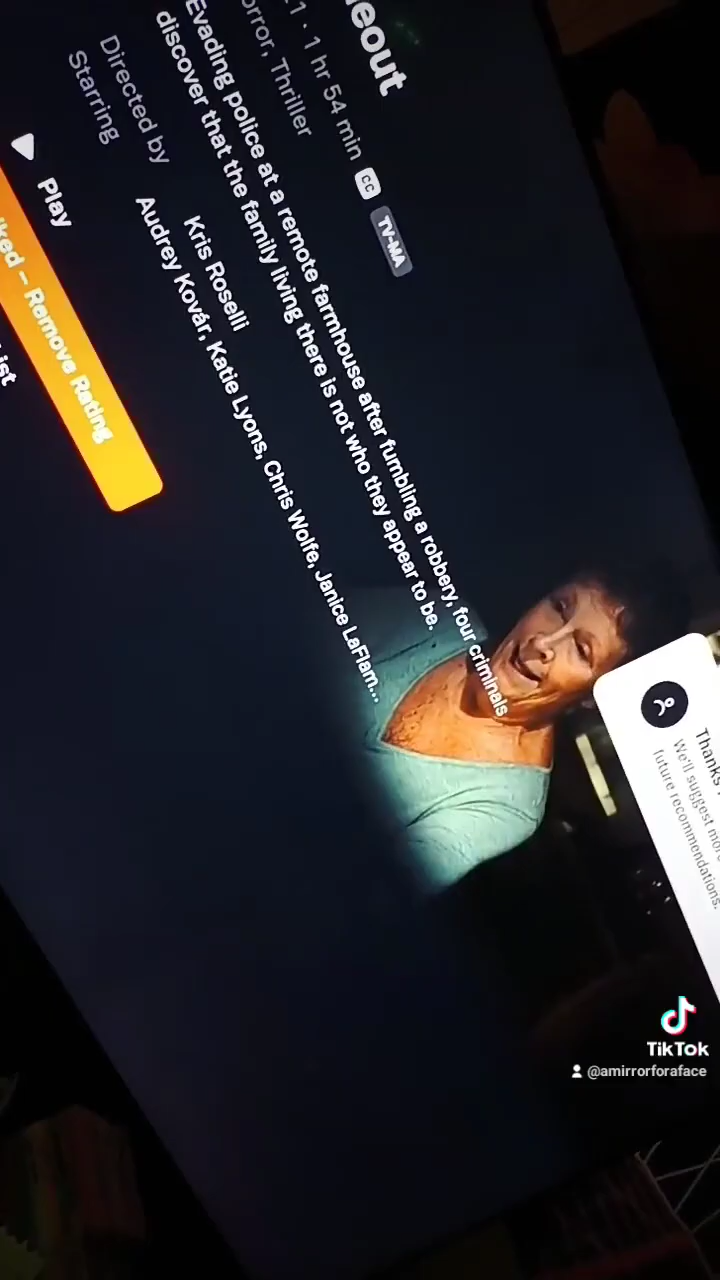 eout
1 · 1 hr 54 min CC TV-MA
orror, Thriller
Evading police at a remote farmhouse after fumbling a robbery, four criminals
discover that the family living there is not who they appear to be.
Directed by Kris Roselli
Starring Audrey Kovár, Katie Lyons, Chris Wolfe, Janice LaFlam...
Play
ked – Remove Rating
ist
Thanks
We'll suggest more
future recommendations.
TikTok
@amirrorforaface